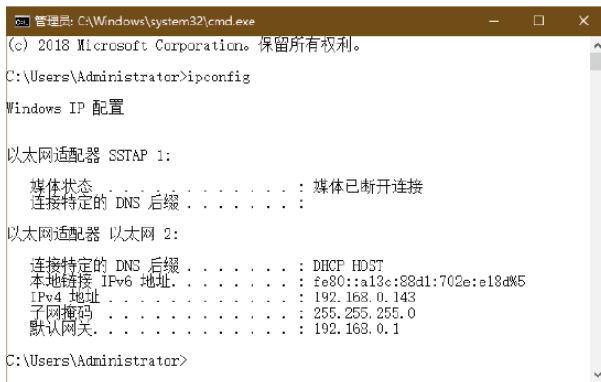 管理员: C:\Windows\system32\cmd.exe
(c) 2018 Microsoft Corporation。保留所有权利。
C:\Users\Administrator>ipconfig
Windows IP 配置
以太网适配器 SSTAP 1:
媒体状态 . . . . . . . . . . . . : 媒体已断开连接
连接特定的 DNS 后缀 . . . . . . . :
以太网适配器 以太网 2:
连接特定的 DNS 后缀 . . . . . . . : DHCP HOST
本地链接 IPv6 地址. . . . . . . . : fe80::a13c:88d1:702e:e18d%5
IPv4 地址 . . . . . . . . . . . . : 192.168.0.143
子网掩码 . . . . . . . . . . . . : 255.255.255.0
默认网关. . . . . . . . . . . . . : 192.168.0.1
C:\Users\Administrator>